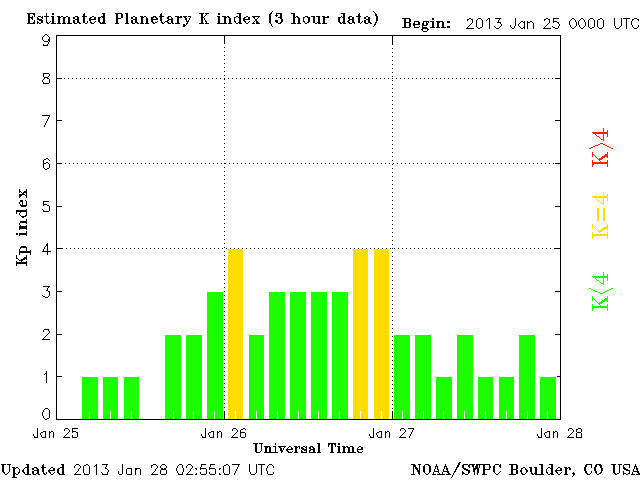 Estimated Planetary K index (3 hour data) Begin: 2013 Jan 25 0000 UTC
9
8
7
6
5
4
3
2
1
0
Kp index
K>4
K=4
K<4
Jan 25 Jan 26 Jan 27 Jan 28
Universal Time
Updated 2013 Jan 28 02:55:07 UTC NOAA/SWPC Boulder, CO USA